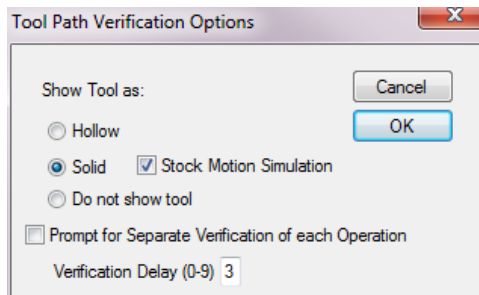 Tool Path Verification Options
X
Show Tool as:
Cancel
Hollow
OK
Solid
Stock Motion Simulation
Do not show tool
Prompt for Separate Verification of each Operation
Verification Delay (0-9) 3